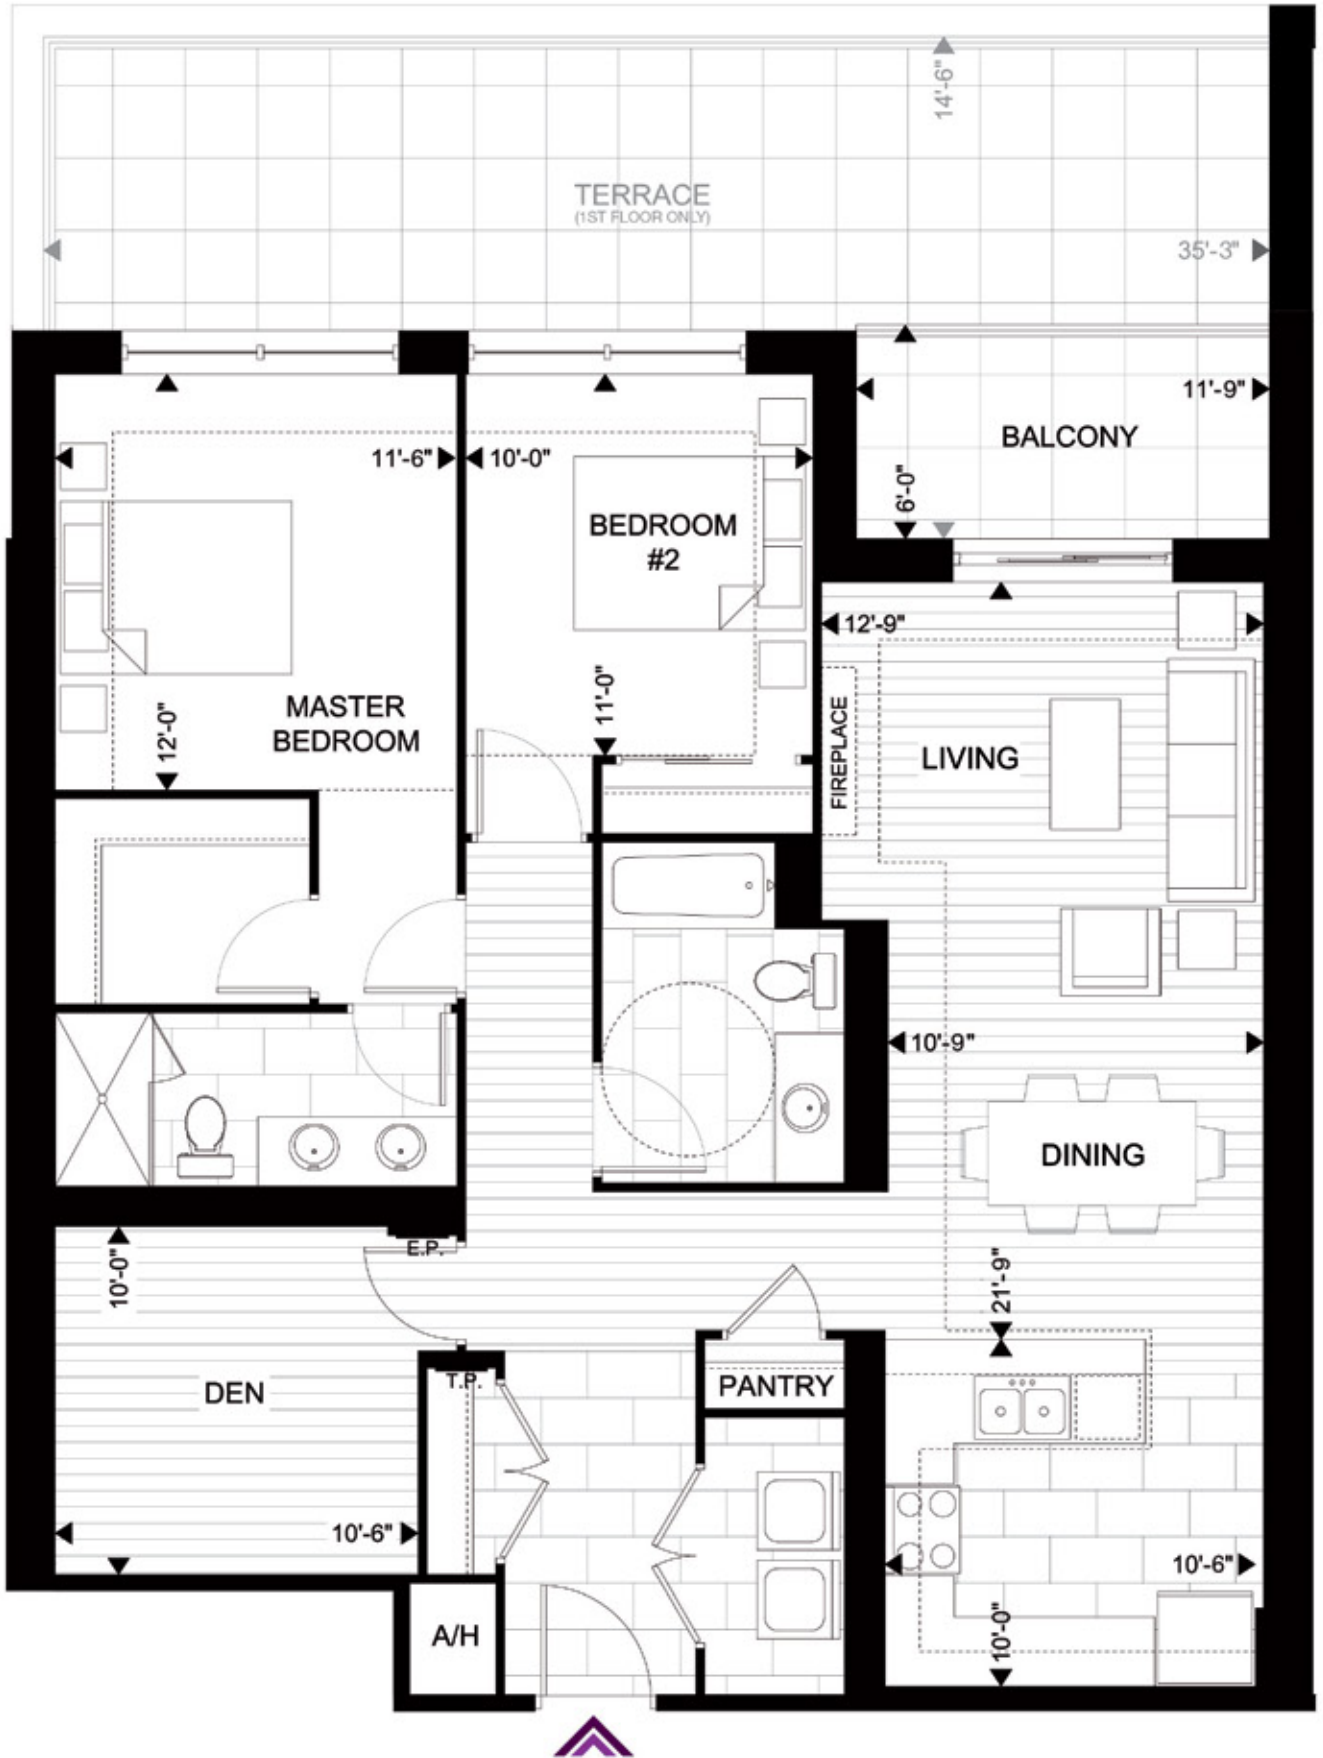 14'-6"
TERRACE
(1ST FLOOR ONLY)
35'-3"
11'-9"
BALCONY
11'-6"
10'-0"
6'-0"
BEDROOM
#2
12'-9"
11'-0"
MASTER
BEDROOM
12'-0"
FIREPLACE
LIVING
10'-9"
DINING
E.P.
10'-0"
21'-9"
DEN
T.P.
PANTRY
10'-6"
10'-6"
A/H
10'-0"